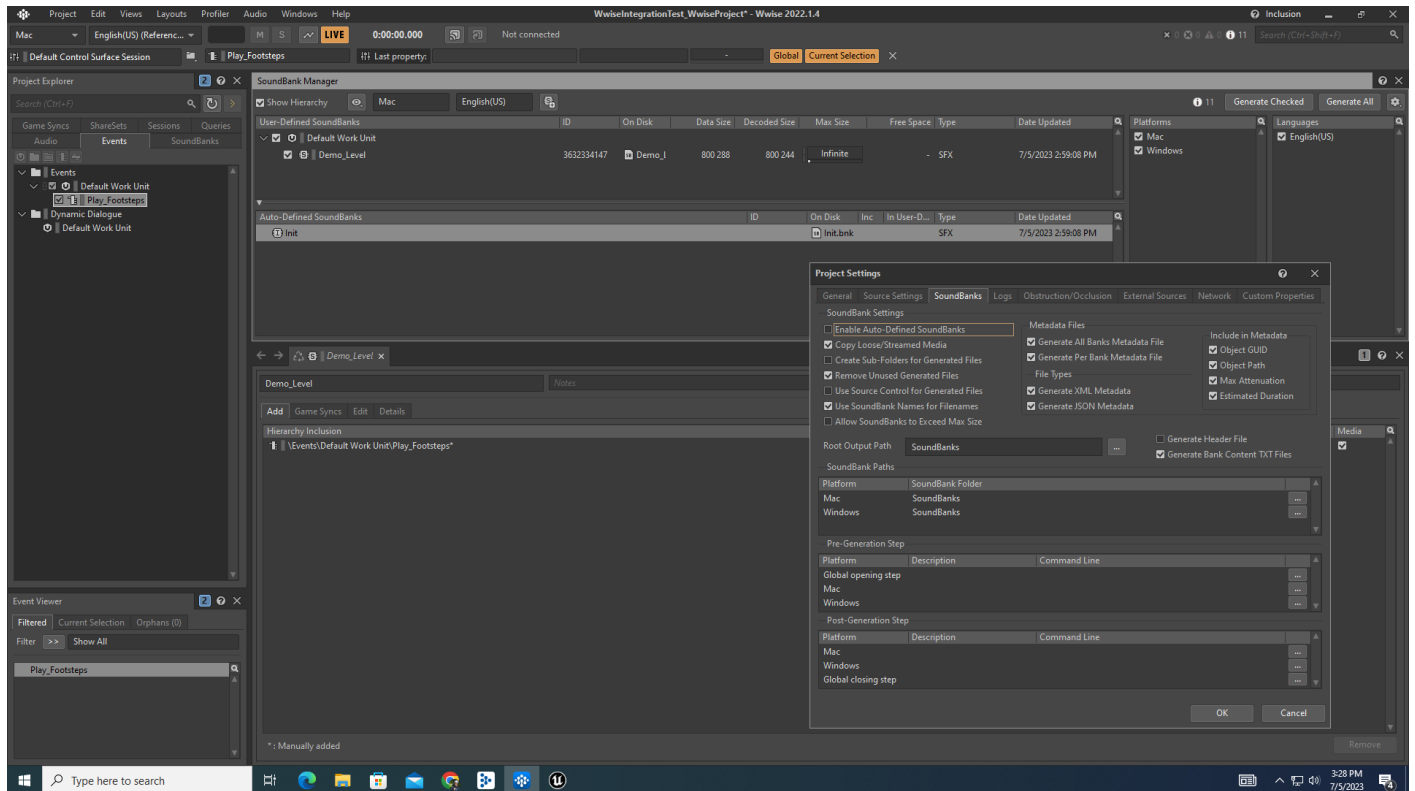 Project Edit Views Layouts Profiler Audio Windows Help WwiseIntegrationTest_WwiseProject* - Wwise 2022.1.4 Inclusion
Mac English(US) (Referenc... M S LIVE 0:00:00.000 Not connected 0 0 0 11 Search (Ctrl+Shift+F)
Default Control Surface Session Play_Footsteps Last property: - Global Current Selection
Project Explorer 2
Search (Ctrl+F)
Game Syncs ShareSets Sessions Queries
Audio Events SoundBanks
Events
Default Work Unit
Play_Footsteps
Dynamic Dialogue
Default Work Unit
SoundBank Manager
Show Hierarchy Mac English(US) 11 Generate Checked Generate All
User-Defined SoundBanks ID On Disk Data Size Decoded Size Max Size Free Space Type Date Updated
Default Work Unit
Demo_Level 3632334147 Demo_l 800 288 800 244 Infinite - SFX 7/5/2023 2:59:08 PM
Platforms
Mac
Windows
Languages
English(US)
Auto-Defined SoundBanks ID On Disk Inc In User-D... Type Date Updated
Init Init.bnk SFX 7/5/2023 2:59:08 PM
Demo_Level 1
Demo_Level Notes
Add Game Syncs Edit Details
Hierarchy Inclusion Media
\Events\Default Work Unit\Play_Footsteps*
* : Manually added Remove
Project Settings
General Source Settings SoundBanks Logs Obstruction/Occlusion External Sources Network Custom Properties
SoundBank Settings
Enable Auto-Defined SoundBanks
Copy Loose/Streamed Media
Create Sub-Folders for Generated Files
Remove Unused Generated Files
Use Source Control for Generated Files
Use SoundBank Names for Filenames
Allow SoundBanks to Exceed Max Size
Metadata Files
Generate All Banks Metadata File
Generate Per Bank Metadata File
File Types
Generate XML Metadata
Generate JSON Metadata
Include in Metadata
Object GUID
Object Path
Max Attenuation
Estimated Duration
Root Output Path SoundBanks ...
Generate Header File
Generate Bank Content TXT Files
SoundBank Paths
Platform SoundBank Folder
Mac SoundBanks ...
Windows SoundBanks ...
Pre-Generation Step
Platform Description Command Line
Global opening step ...
Mac ...
Windows ...
Post-Generation Step
Platform Description Command Line
Mac ...
Windows ...
Global closing step ...
OK Cancel
Event Viewer 2
Filtered Current Selection Orphans (0)
Filter >> Show All
Play_Footsteps
Type here to search
3:28 PM
7/5/2023
4